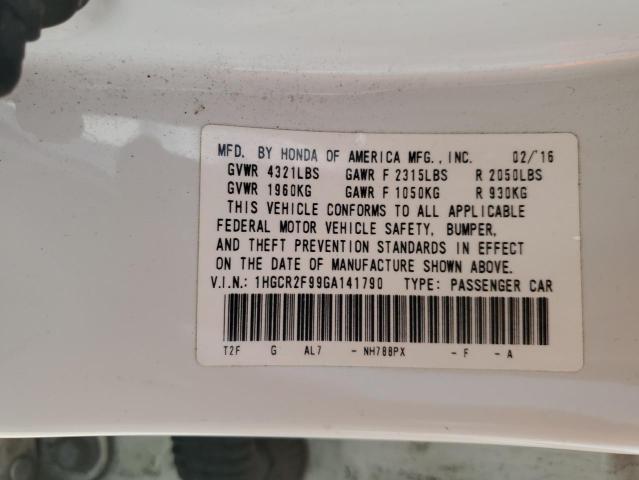 MFD. BY HONDA OF AMERICA MFG., INC. 02/'16
GVWR 4321LBS GAWR F 2315LBS R 2050LBS
GVWR 1960KG GAWR F 1050KG R 930KG
THIS VEHICLE CONFORMS TO ALL APPLICABLE
FEDERAL MOTOR VEHICLE SAFETY, BUMPER,
AND THEFT PREVENTION STANDARDS IN EFFECT
ON THE DATE OF MANUFACTURE SHOWN ABOVE.
V.I.N.: 1HGCR2F99GA141790 TYPE: PASSENGER CAR
T2F G AL7 - NH788PX - F - A